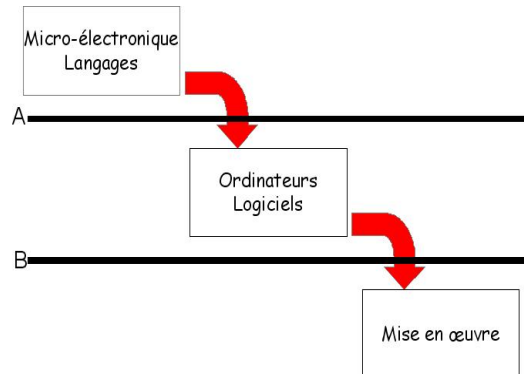 Micro-électronique
Langages
A
Ordinateurs
Logiciels
B
Mise en œuvre